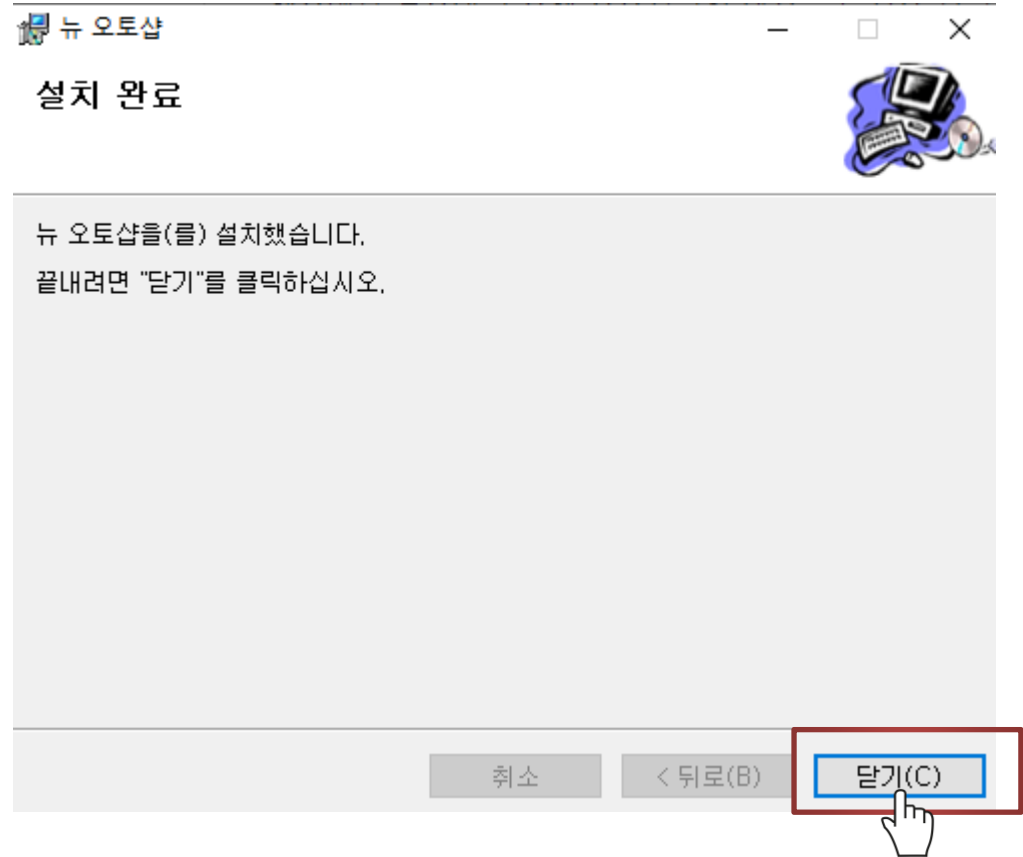 뉴 오토샵
설치 완료
뉴 오토샵을(를) 설치했습니다.
끝내려면 "닫기"를 클릭하십시오.
취소
< 뒤로(B)
닫기(C)